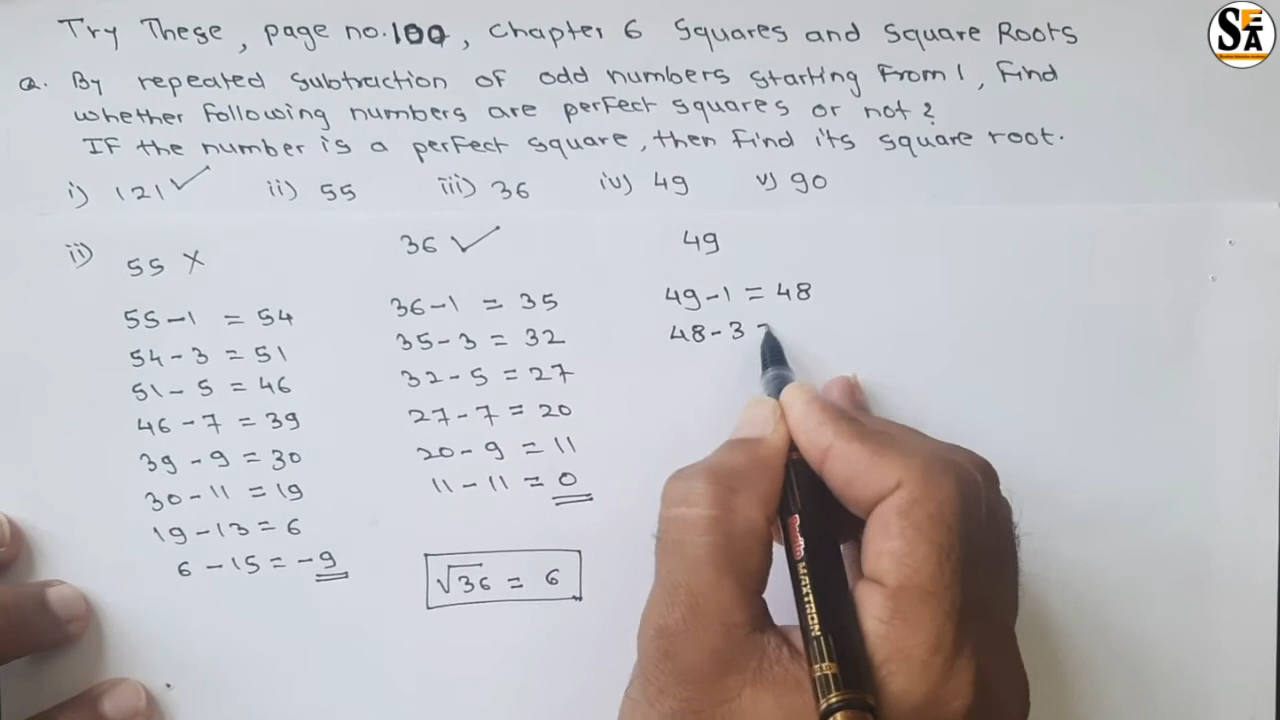 Try These, page no.100, Chapter 6 Squares and Square Roots
Q. By repeated subtraction of odd numbers starting from 1, find
whether following numbers are perfect squares or not?
If the number is a perfect square, then find its square root.
i) 121 ✓ ii) 55 iii) 36 iv) 49 v) 90
ii) 55 ×
55-1 = 54
54-3 = 51
51-5 = 46
46-7 = 39
39-9 = 30
30-11 = 19
19-13 = 6
6-15 = -9
36 ✓
36-1 = 35
35-3 = 32
32-5 = 27
27-7 = 20
20-9 = 11
11-11 = 0
√36 = 6
49
49-1 = 48
48-3 =
SEA
MAXTRON